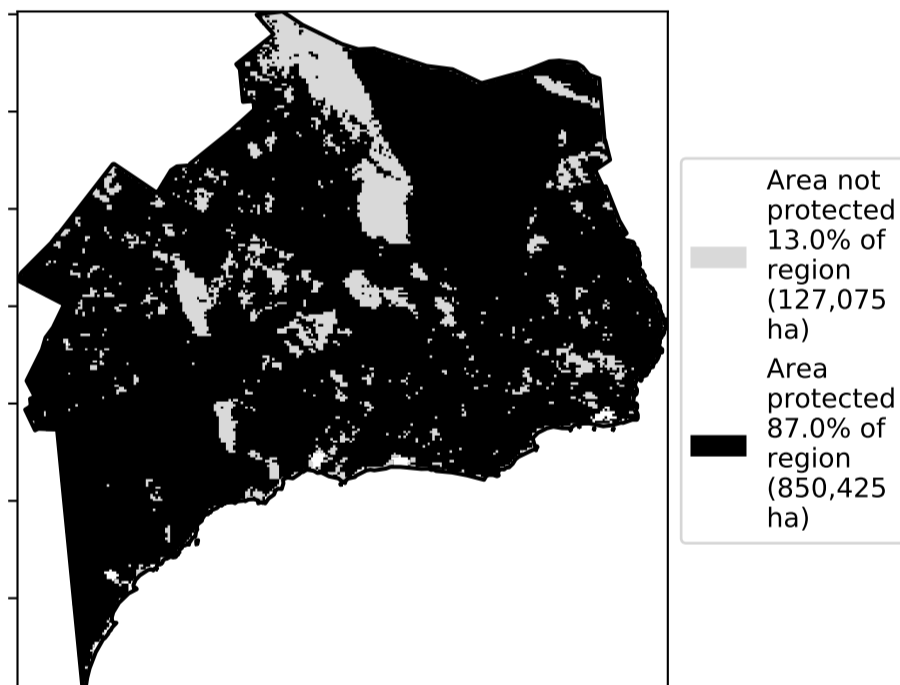 Area not
protected
13.0% of
region
(127,075
ha)
Area
protected
87.0% of
region
(850,425
ha)